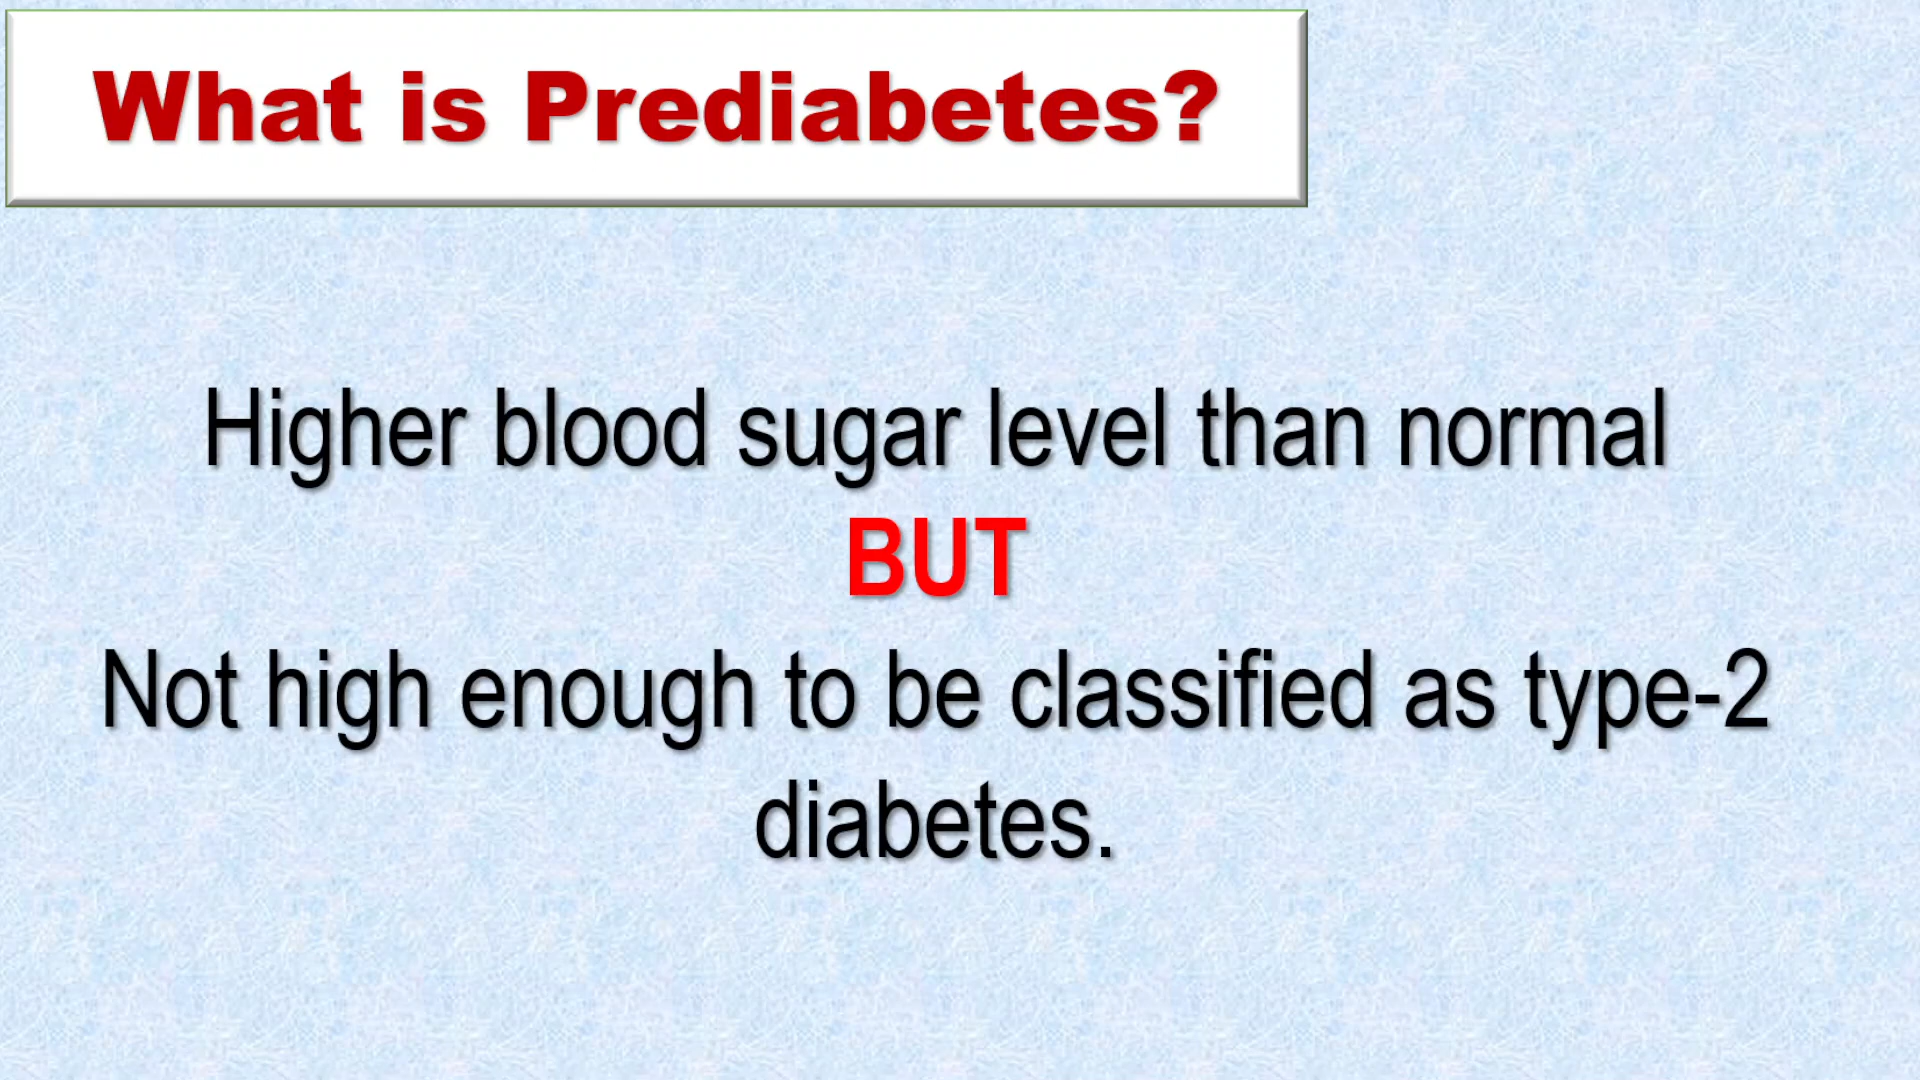 What is Prediabetes?
Higher blood sugar level than normal
BUT
Not high enough to be classified as type-2
diabetes.